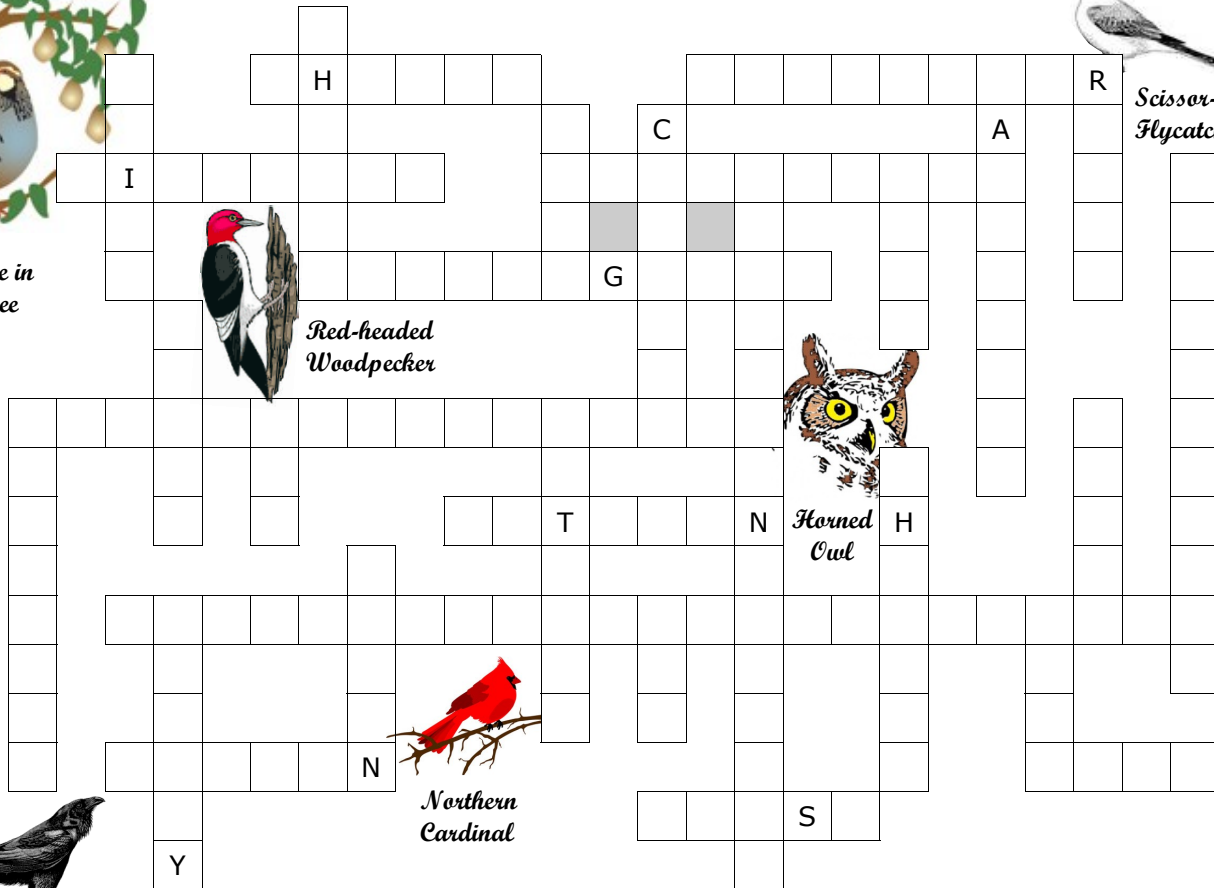 H
R
Scissor-
Flycatc
C
A
I
e in
ee
G
Red-headed
Woodpecker
T
N
Horned
Owl
H
N
Northern
Cardinal
S
Y